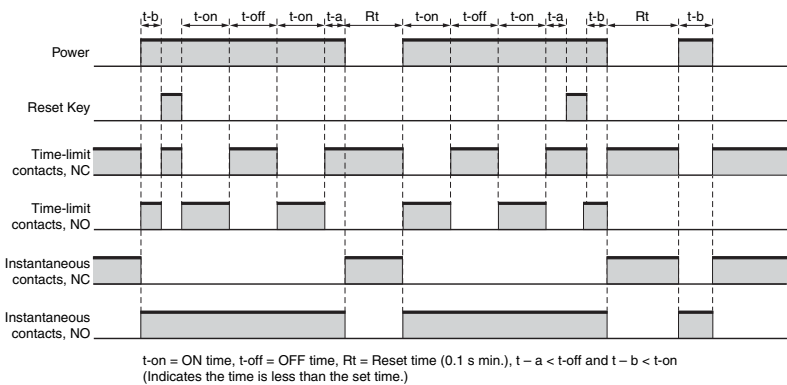 t-b t-on t-off t-on t-a Rt t-on t-off t-on t-a t-b Rt t-b
Power
Reset Key
Time-limit
contacts, NC
Time-limit
contacts, NO
Instantaneous
contacts, NC
Instantaneous
contacts, NO
t-on = ON time, t-off = OFF time, Rt = Reset time (0.1 s min.), t – a < t-off and t – b < t-on
(Indicates the time is less than the set time.)